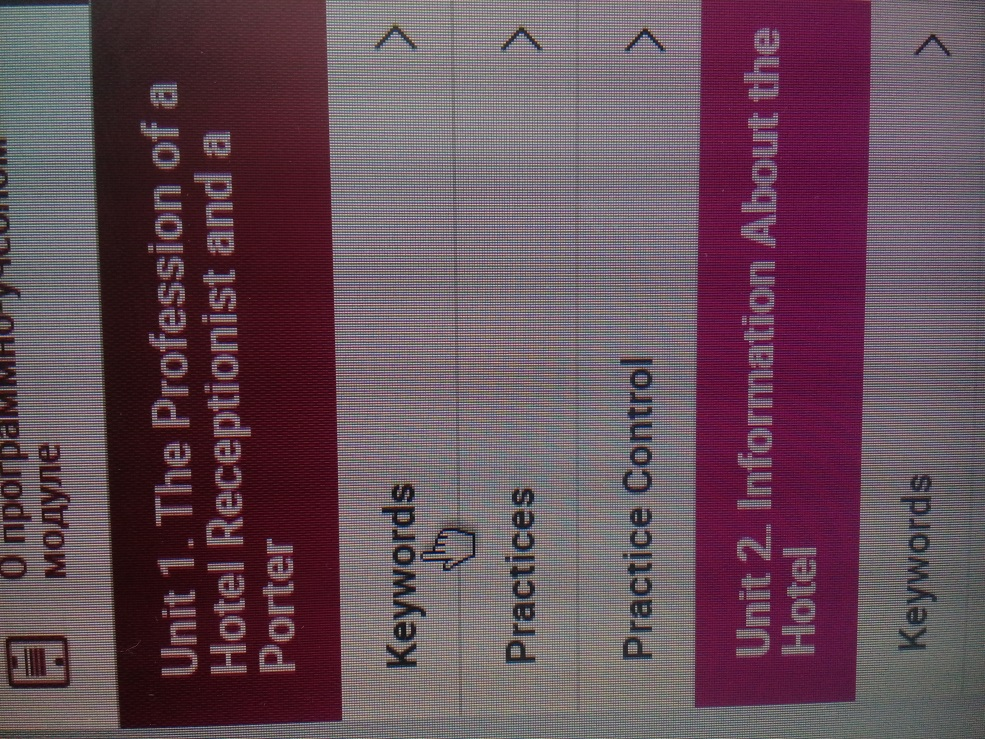 О программно-учебном
модуле
Unit 1. The Profession of a
Hotel Receptionist and a
Porter
Keywords
Practices
Practice Control
Unit 2. Information About the
Hotel
Keywords